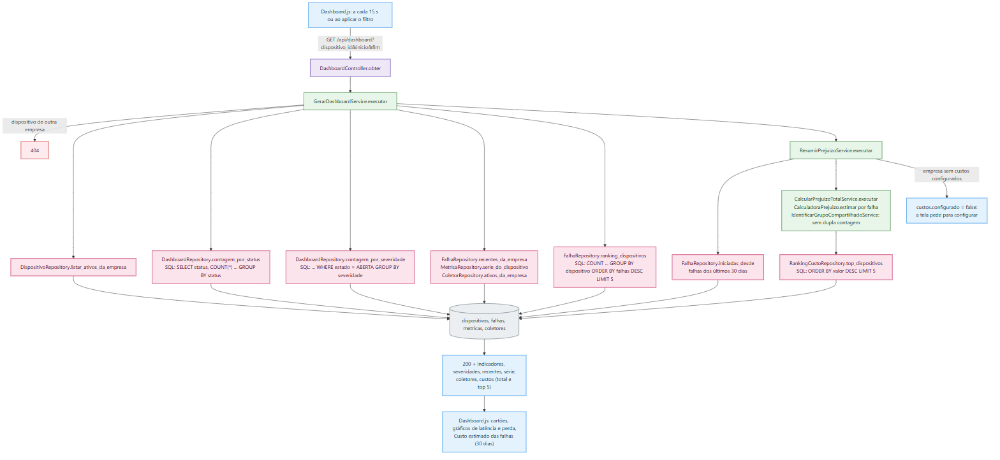 Dashboard.js: a cada 15 s
ou ao aplicar o filtro
GET /api/dashboard?
dispositivo_id&inicio&fim
DashboardController.obter
GerarDashboardService.executar
dispositivo de outra
empresa
404
ResumirPrejuizoService.executar
empresa sem custos
configurados
CalcularPrejuizoTotalService.executar
CalculadoraPrejuizo.estimar por falha
IdentificarGrupoCompartilhadoService:
sem dupla contagem
custos.configurado = false:
a tela pede para configurar
DispositivoRepository.listar_ativos_da_empresa
DashboardRepository.contagem_por_status
SQL: SELECT status, COUNT(*) ... GROUP
BY status
DashboardRepository.contagem_por_severidade
SQL: ... WHERE estado = ABERTA GROUP BY
severidade
FalhaRepository.recentes_da_empresa
MetricaRepository.serie_do_dispositivo
ColetorRepository.ativos_da_empresa
FalhaRepository.ranking_dispositivos
SQL: COUNT ... GROUP BY
dispositivo ORDER BY falhas DESC
LIMIT 5
FalhaRepository.iniciadas_desde
falhas dos últimos 30 dias
RankingCustoRepository.top_dispositivos
SQL: ORDER BY valor DESC LIMIT 5
dispositivos, falhas,
metricas, coletores
200 + indicadores,
severidades, recentes, série,
coletores, custos (total e
top 5)
Dashboard.js: cartões,
gráficos de latência e perda,
Custo estimado das falhas
(30 dias)